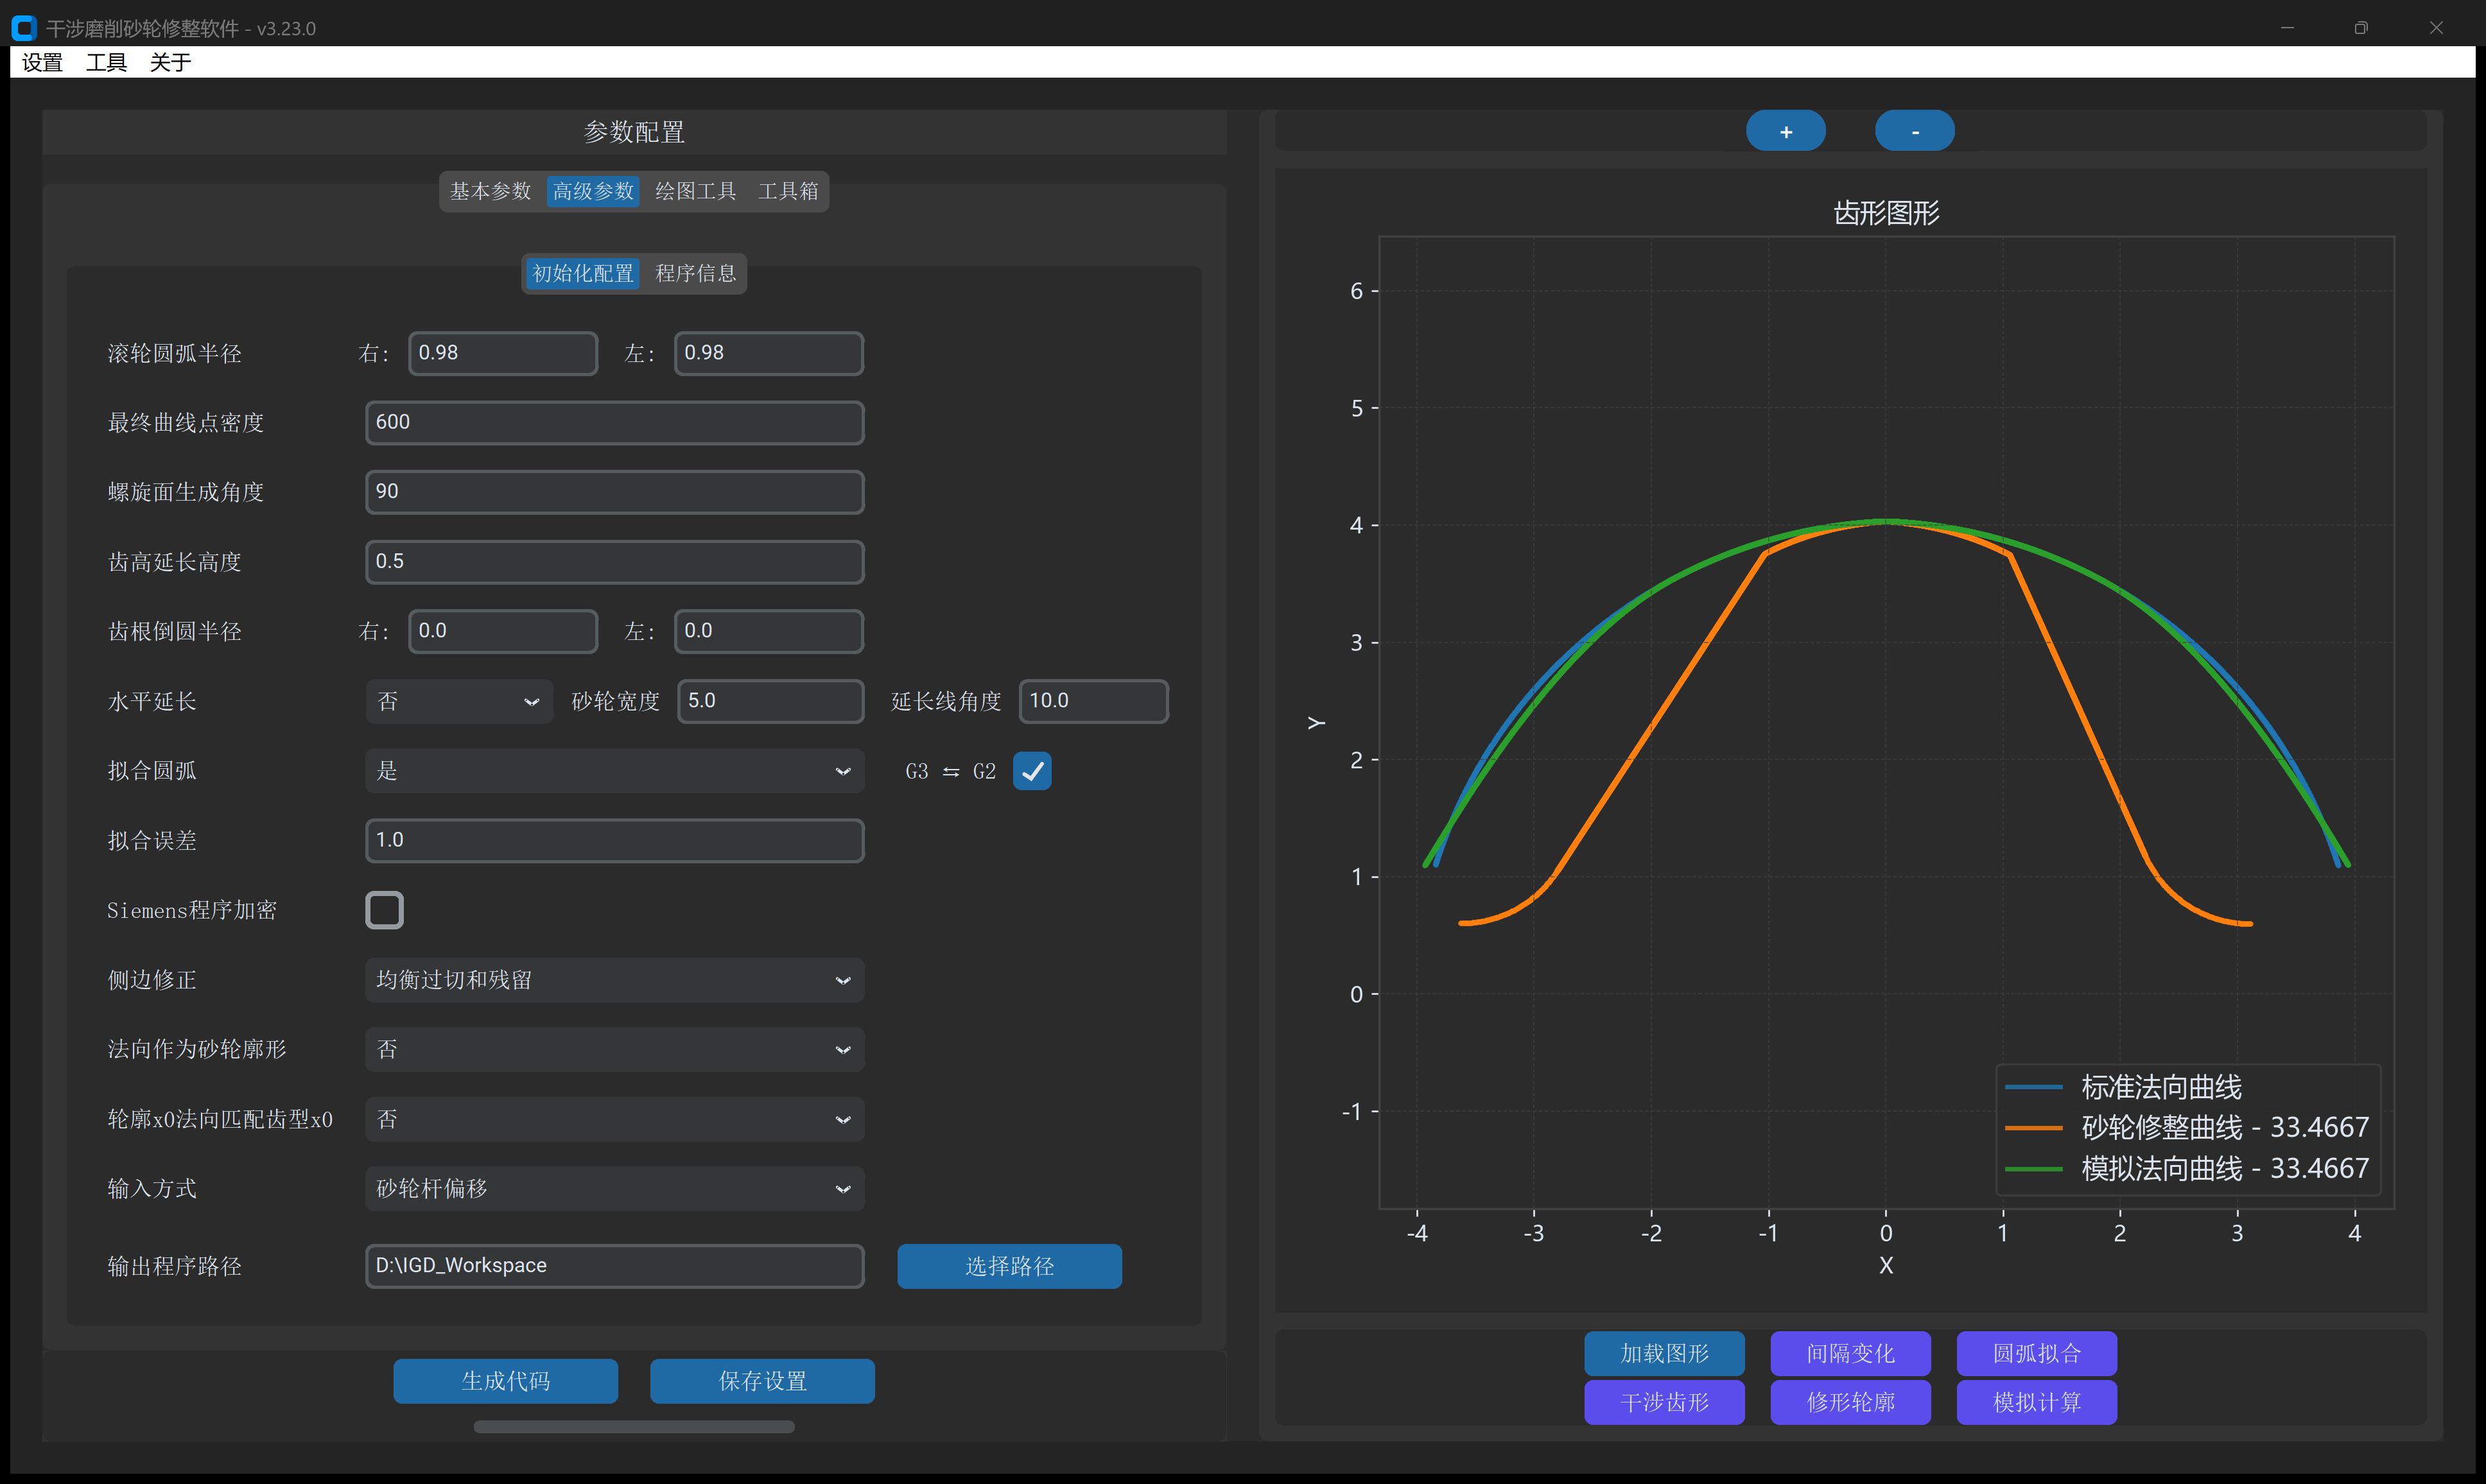 干涉磨削砂轮修整软件 - v3.23.0
设置 工具 关于
参数配置
基本参数 高级参数 绘图工具 工具箱
初始化配置 程序信息
滚轮圆弧半径 右: 0.98 左: 0.98
最终曲线点密度 600
螺旋面生成角度 90
齿高延长高度 0.5
齿根倒圆半径 右: 0.0 左: 0.0
水平延长 否 砂轮宽度 5.0 延长线角度 10.0
拟合圆弧 是 G3 ⇆ G2
拟合误差 1.0
Siemens程序加密
侧边修正 均衡过切和残留
法向作为砂轮廓形 否
轮廓x0法向匹配齿型x0 否
输入方式 砂轮杆偏移
输出程序路径 D:\IGD_Workspace 选择路径
生成代码 保存设置
+ -
齿形图形
6
5
4
3
2
1
0
-1
Y
-4 -3 -2 -1 0 1 2 3 4
X
标准法向曲线
砂轮修整曲线 - 33.4667
模拟法向曲线 - 33.4667
加载图形 间隔变化 圆弧拟合
干涉齿形 修形轮廓 模拟计算